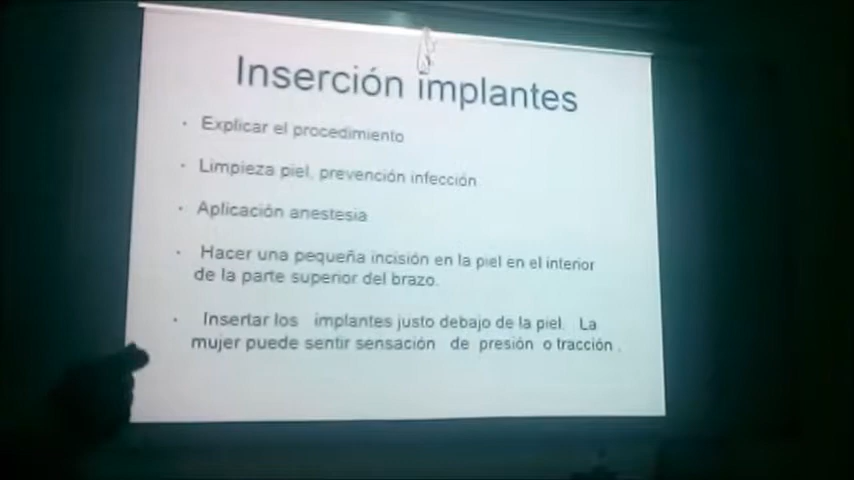 Inserción implantes
• Explicar el procedimiento
• Limpieza piel, prevención infección
• Aplicación anestesia
• Hacer una pequeña incisión en la piel en el interior
de la parte superior del brazo.
• Insertar los implantes justo debajo de la piel. La
mujer puede sentir sensación de presión o tracción .